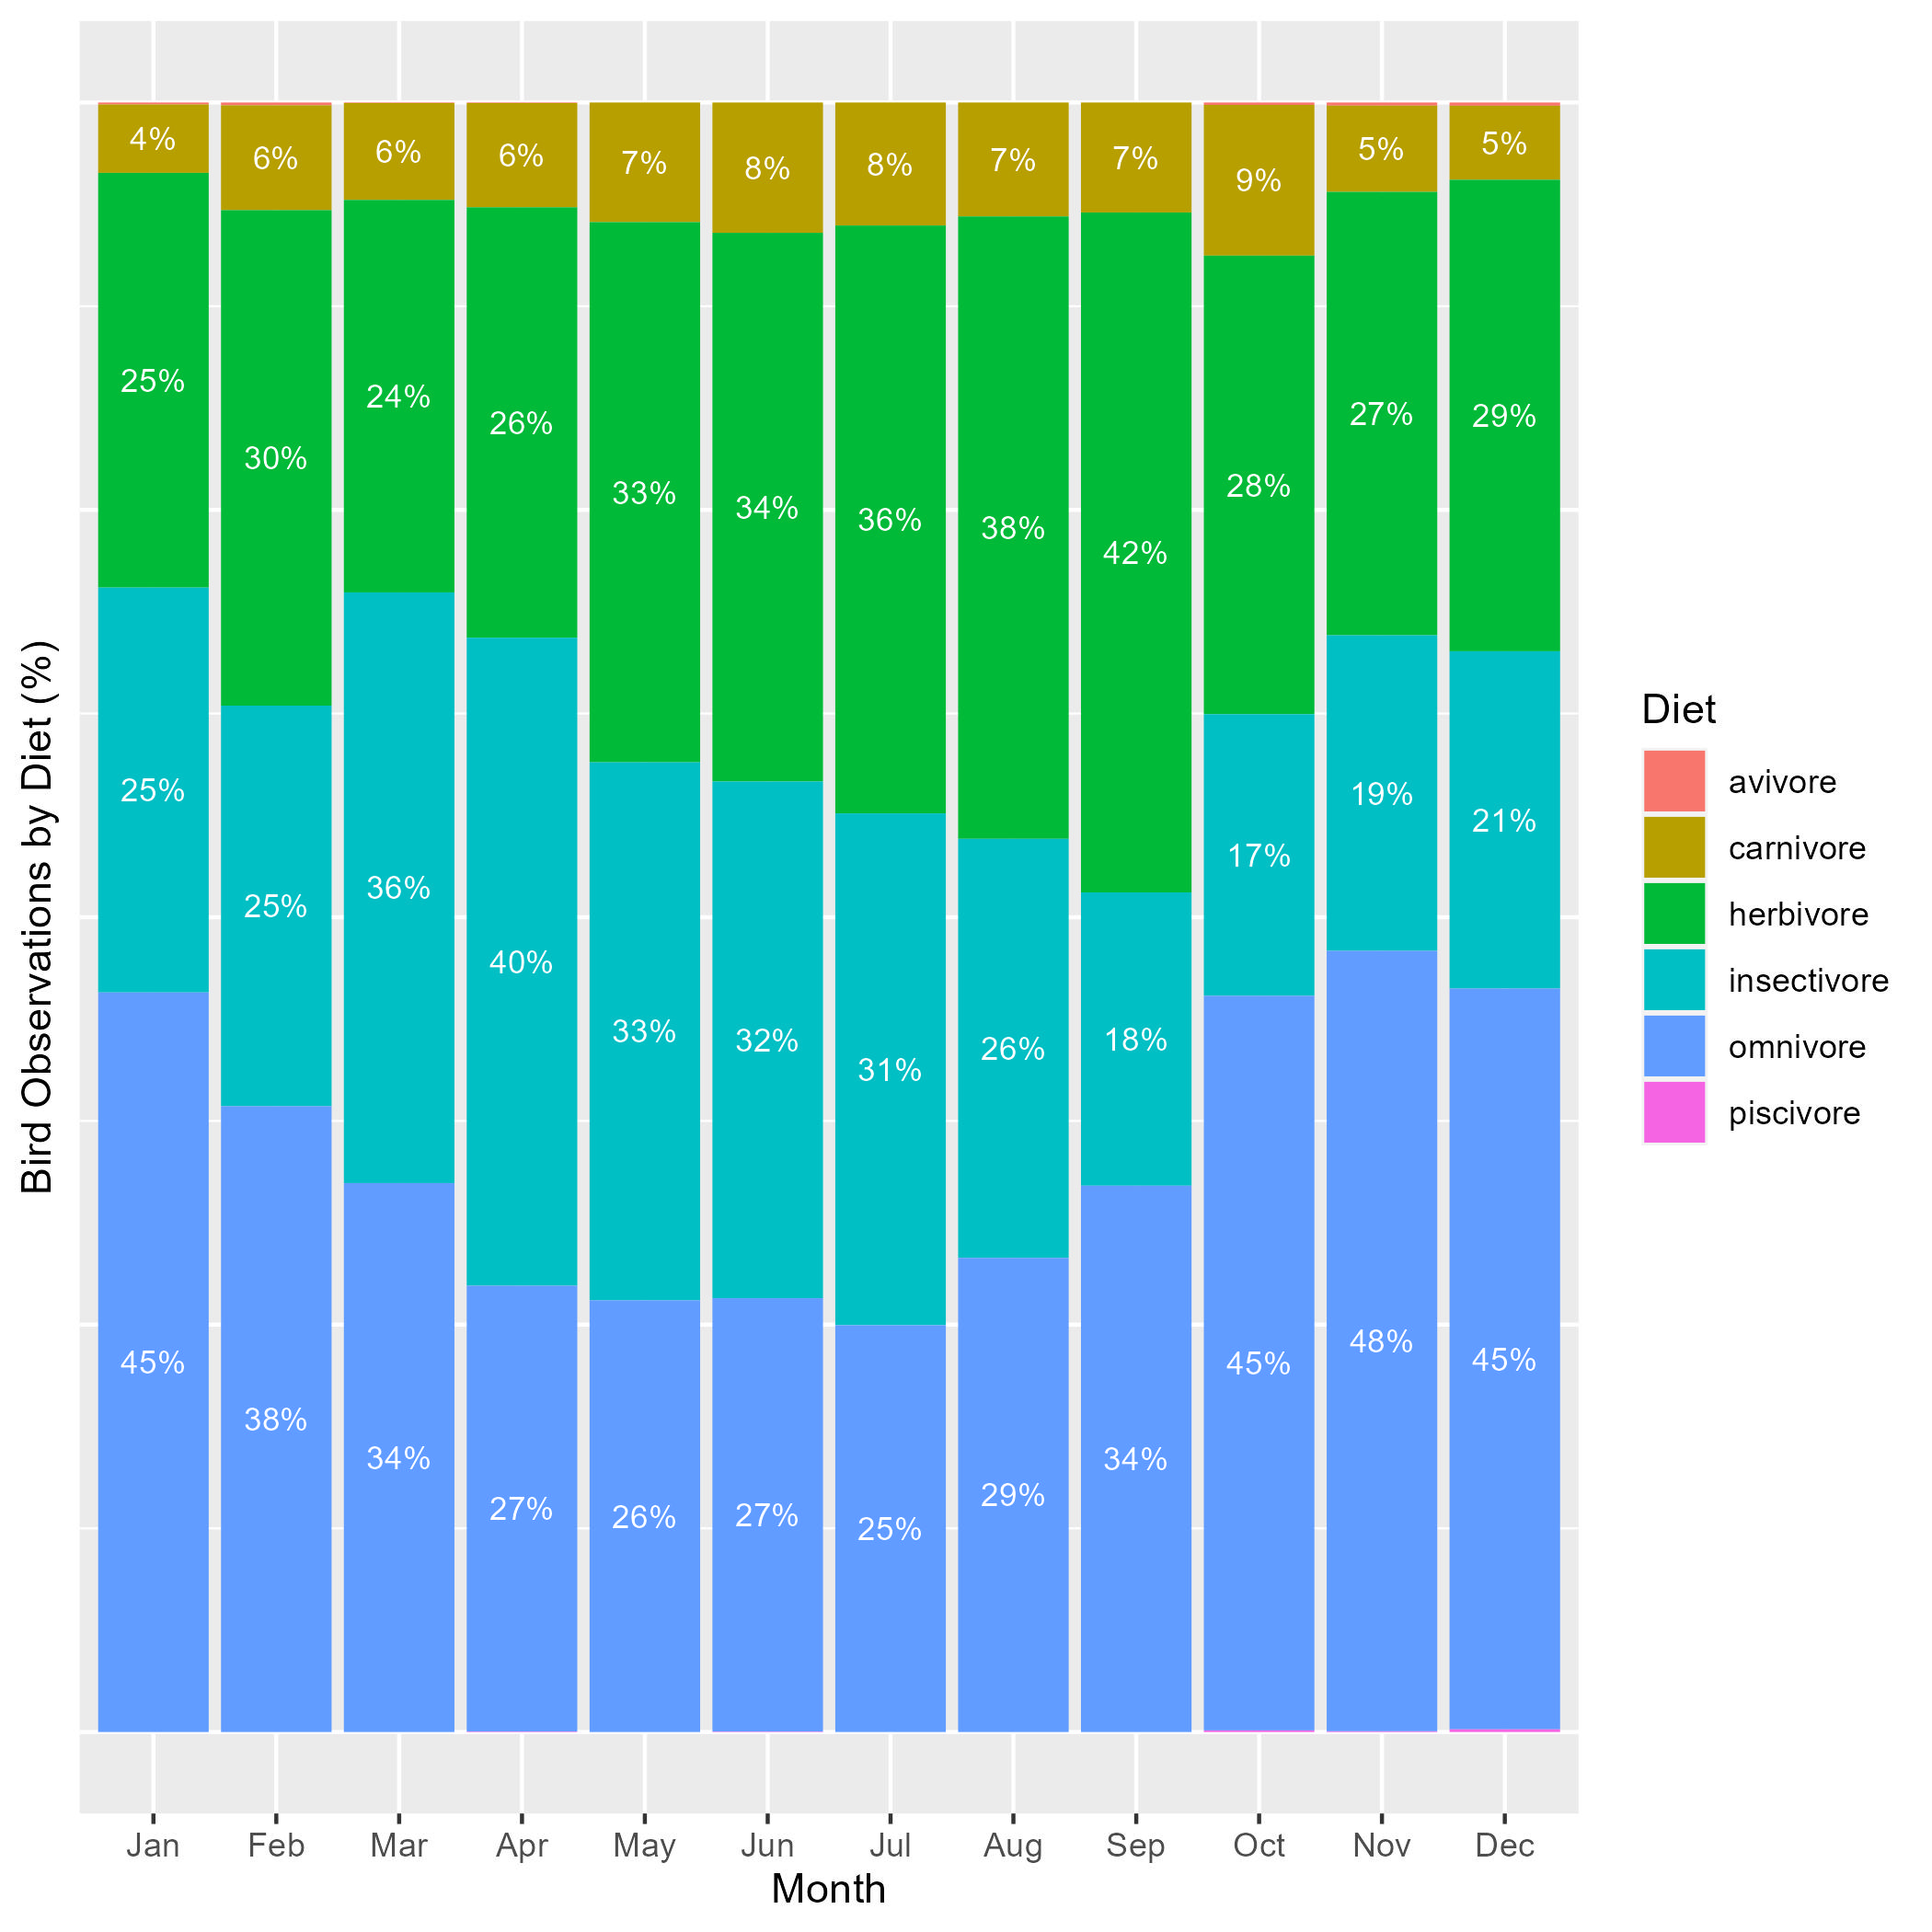 Bird Observations by Diet (%)
4% 6% 6% 6% 7% 8% 8% 7% 7% 9% 5% 5%
25% 30% 24% 26% 33% 34% 36% 38% 42% 28% 27% 29%
25% 25% 36% 40% 33% 32% 31% 26% 18% 17% 19% 21%
45% 38% 34% 27% 26% 27% 25% 29% 34% 45% 48% 45%
Jan Feb Mar Apr May Jun Jul Aug Sep Oct Nov Dec
Month
Diet
avivore
carnivore
herbivore
insectivore
omnivore
piscivore